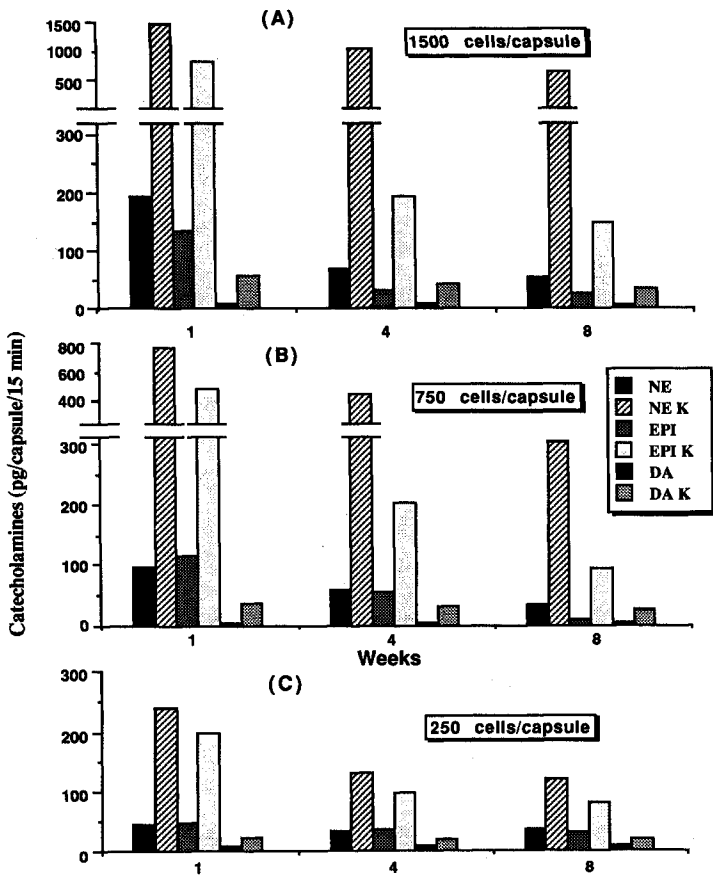 (A)
1500 cells/capsule
1500
1000
500
300
200
100
0
1
4
8
Catecholamines (pg/capsule/15 min)
(B)
750 cells/capsule
800
600
400
300
200
100
0
1
4
8
Weeks
NE
NE K
EPI
EPI K
DA
DA K
(C)
250 cells/capsule
300
200
100
0
1
4
8